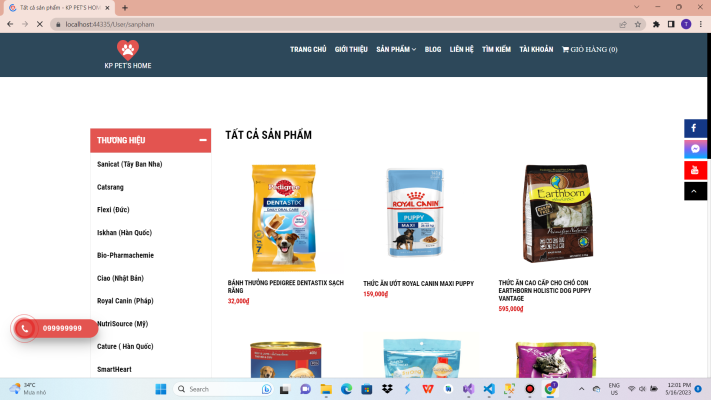 Tất cả sản phẩm - KP PET'S HOM
localhost:44335/User/sanpham
KP PET'S HOME
TRANG CHỦ GIỚI THIỆU SẢN PHẨM BLOG LIÊN HỆ TÌM KIẾM TÀI KHOẢN GIỎ HÀNG (0)
THƯƠNG HIỆU
Sanicat (Tây Ban Nha)
Catsrang
Flexi (Đức)
Iskhan (Hàn Quốc)
Bio-Pharmachemie
Ciao (Nhật Bản)
Royal Canin (Pháp)
NutriSource (Mỹ)
Cature ( Hàn Quốc)
SmartHeart
099999999
TẤT CẢ SẢN PHẨM
Pedigree
DENTASTIX
DAILY ORAL CARE
BÁNH THƯỞNG PEDIGREE DENTASTIX SẠCH
RĂNG
32,000₫
ROYAL CANIN
PUPPY
MAXI
THỨC ĂN ƯỚT ROYAL CANIN MAXI PUPPY
159,000₫
Earthborn
HOLISTIC
THỨC ĂN CAO CẤP CHO CHÓ CON
EARTHBORN HOLISTIC DOG PUPPY
VANTAGE
595,000₫
34°C
Mưa nhỏ
Search
ENG
US
12:01 PM
5/16/2023